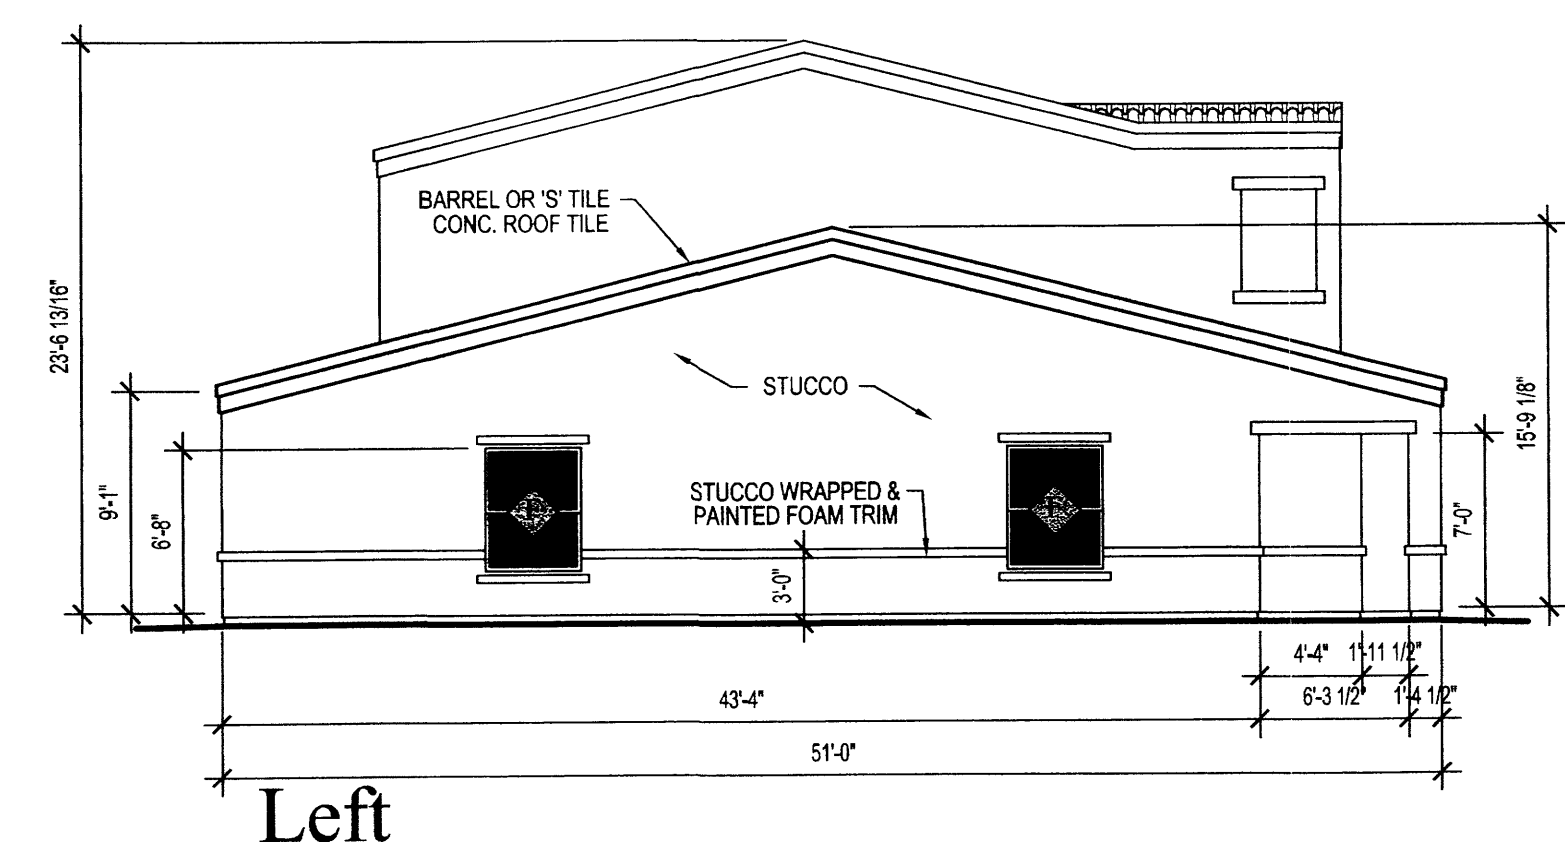 BARREL OR 'S' TILE
CONC. ROOF TILE
23'-6 13/16"
STUCCO
15'-9 1/8"
9'-1"
6'-8"
STUCCO WRAPPED &
PAINTED FOAM TRIM
7'-0"
3'-0"
4'-4" 1'-11 1/2"
43'-4" 6'-3 1/2" 1'-4 1/2"
51'-0"
Left